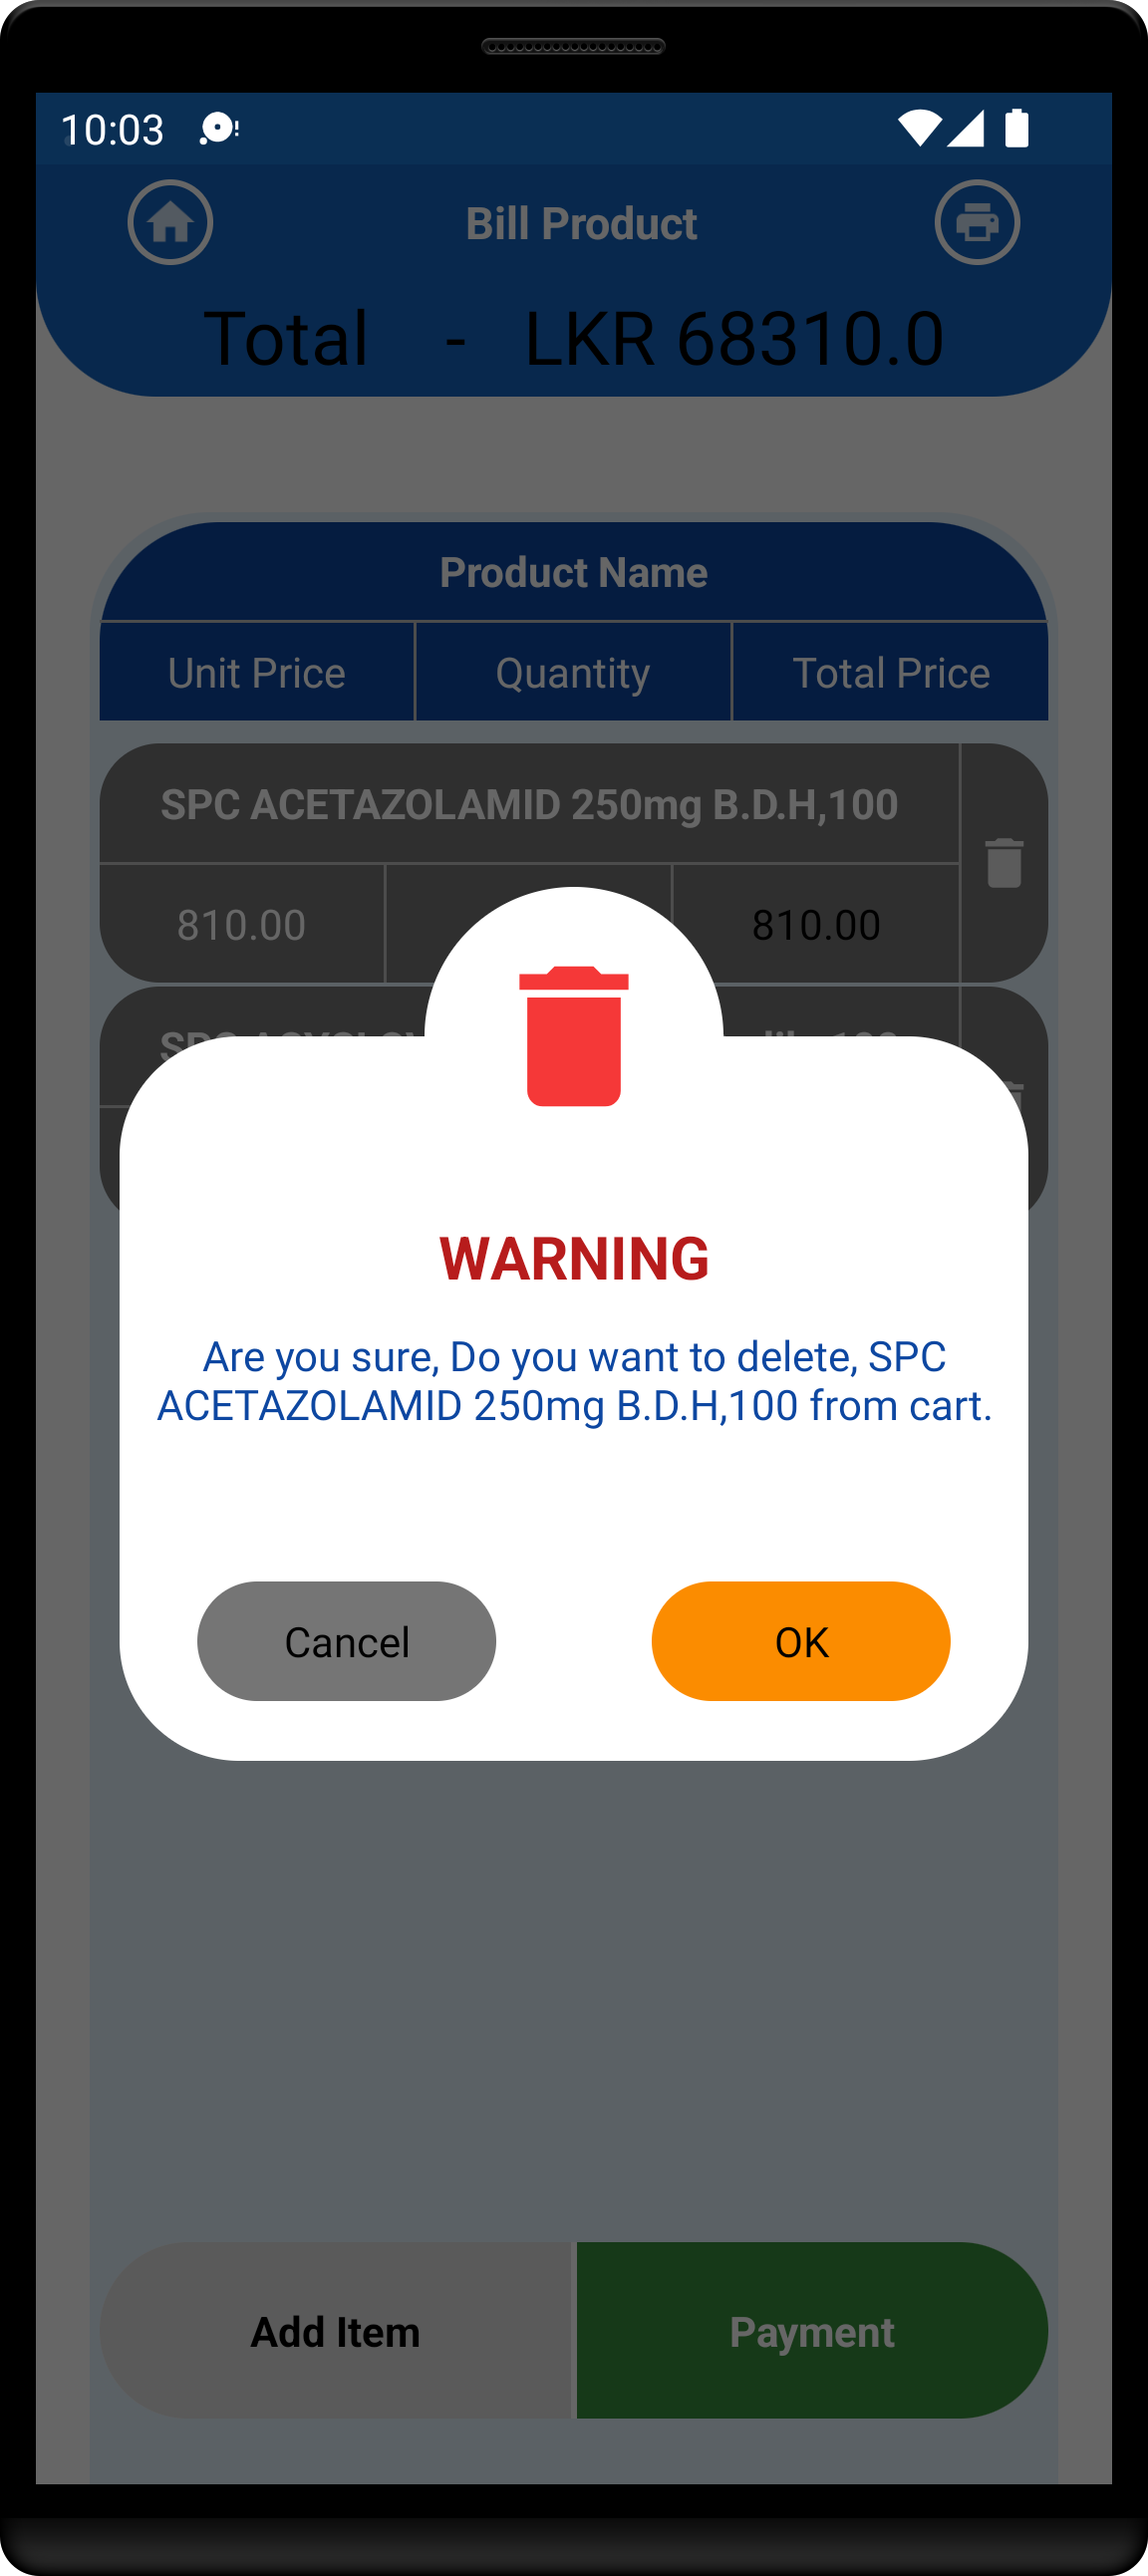 10:03
Bill Product
Total - LKR 68310.0
Product Name
Unit Price Quantity Total Price
SPC ACETAZOLAMID 250mg B.D.H,100
810.00 810.00
WARNING
Are you sure, Do you want to delete, SPC
ACETAZOLAMID 250mg B.D.H,100 from cart.
Cancel OK
Add Item Payment